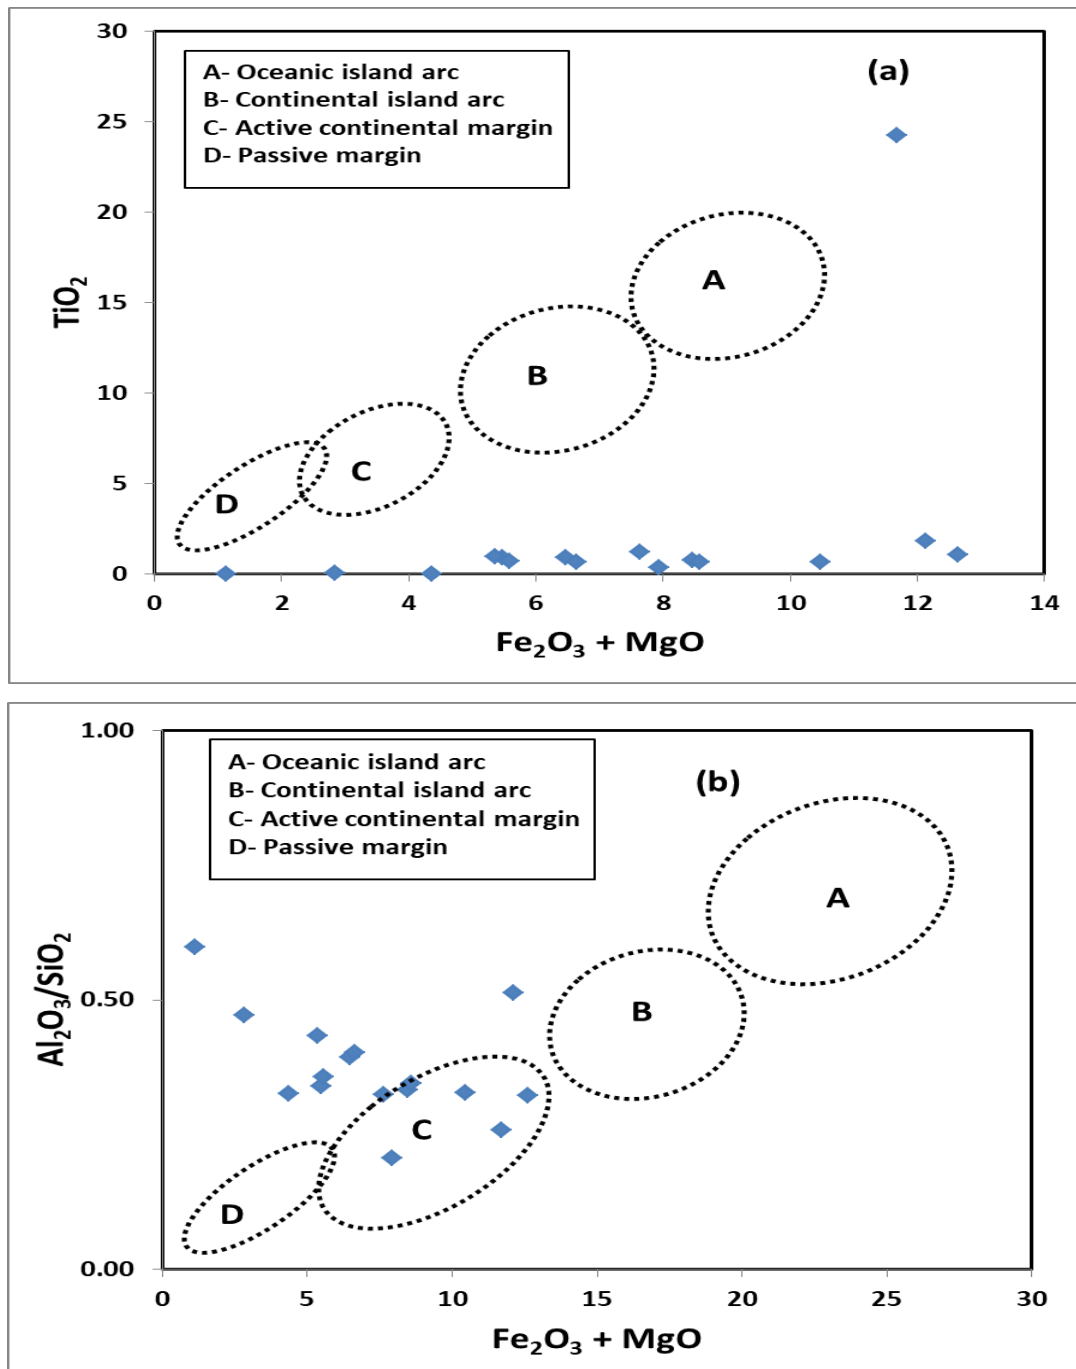 30
A- Oceanic island arc
B- Continental island arc
C- Active continental margin
D- Passive margin
(a)
25
20
15
10
5
0
TiO₂
A
B
C
D
0 2 4 6 8 10 12 14
Fe₂O₃ + MgO
1.00
A- Oceanic island arc
B- Continental island arc
C- Active continental margin
D- Passive margin
(b)
0.50
0.00
Al₂O₃/SiO₂
A
B
C
D
0 5 10 15 20 25 30
Fe₂O₃ + MgO